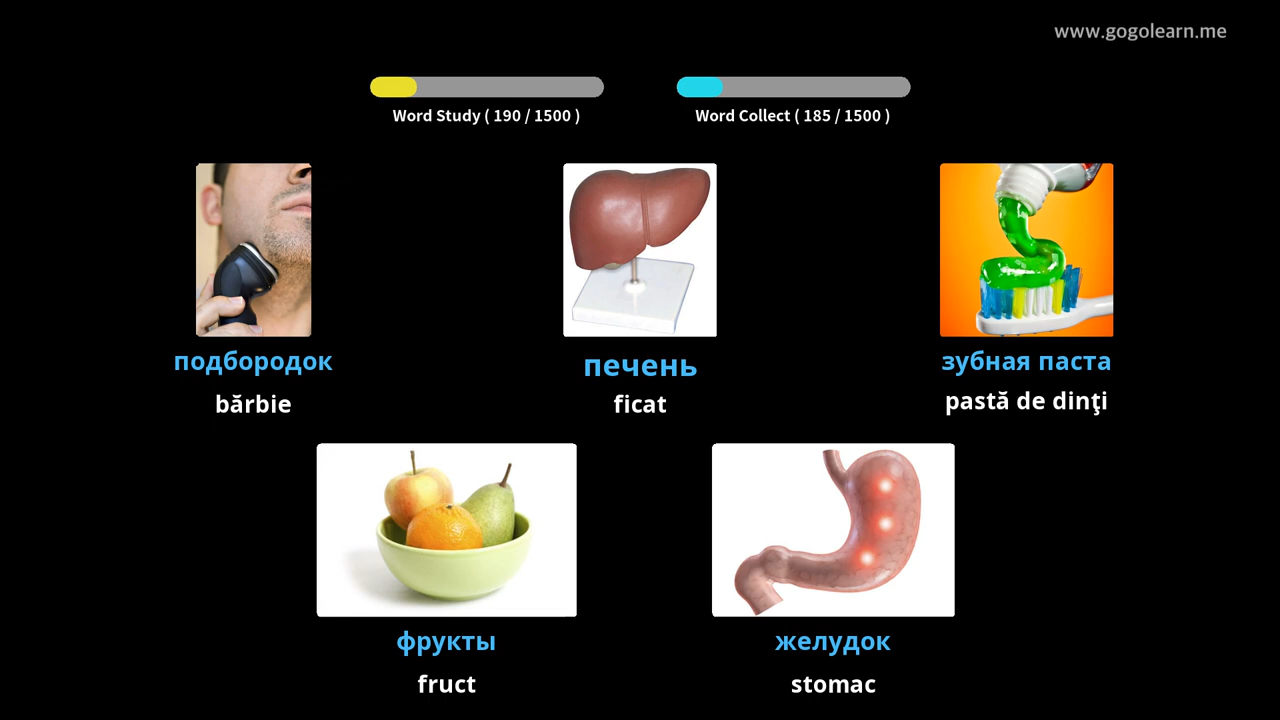 www.gogolearn.me
Word Study ( 190 / 1500 )
Word Collect ( 185 / 1500 )
подбородок
печень
зубная паста
bărbie
ficat
pastă de dinţi
фрукты
желудок
fruct
stomac